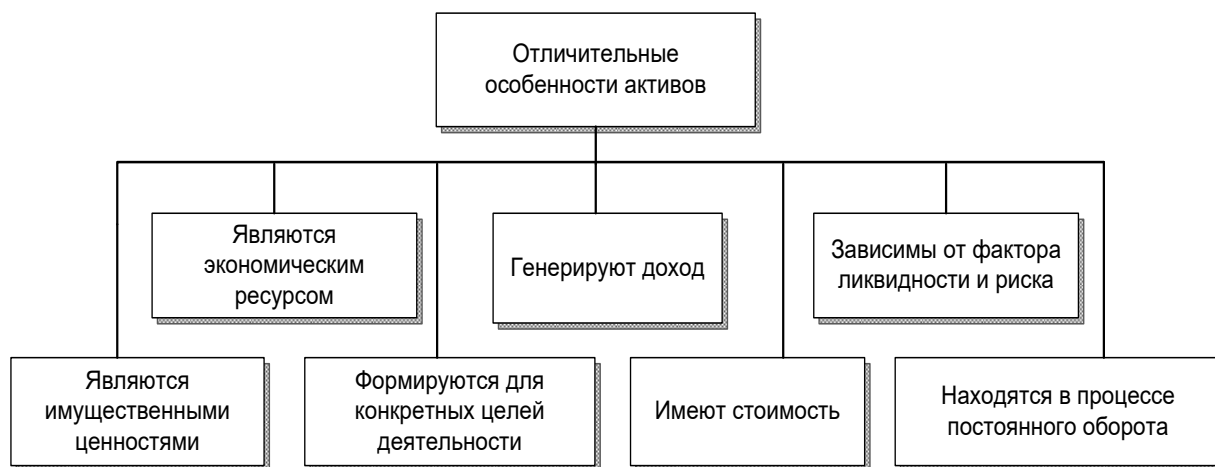 Отличительные
особенности активов
Являются
экономическим
ресурсом
Генерируют доход
Зависимы от фактора
ликвидности и риска
Являются
имущественными
ценностями
Формируются для
конкретных целей
деятельности
Имеют стоимость
Находятся в процессе
постоянного оборота